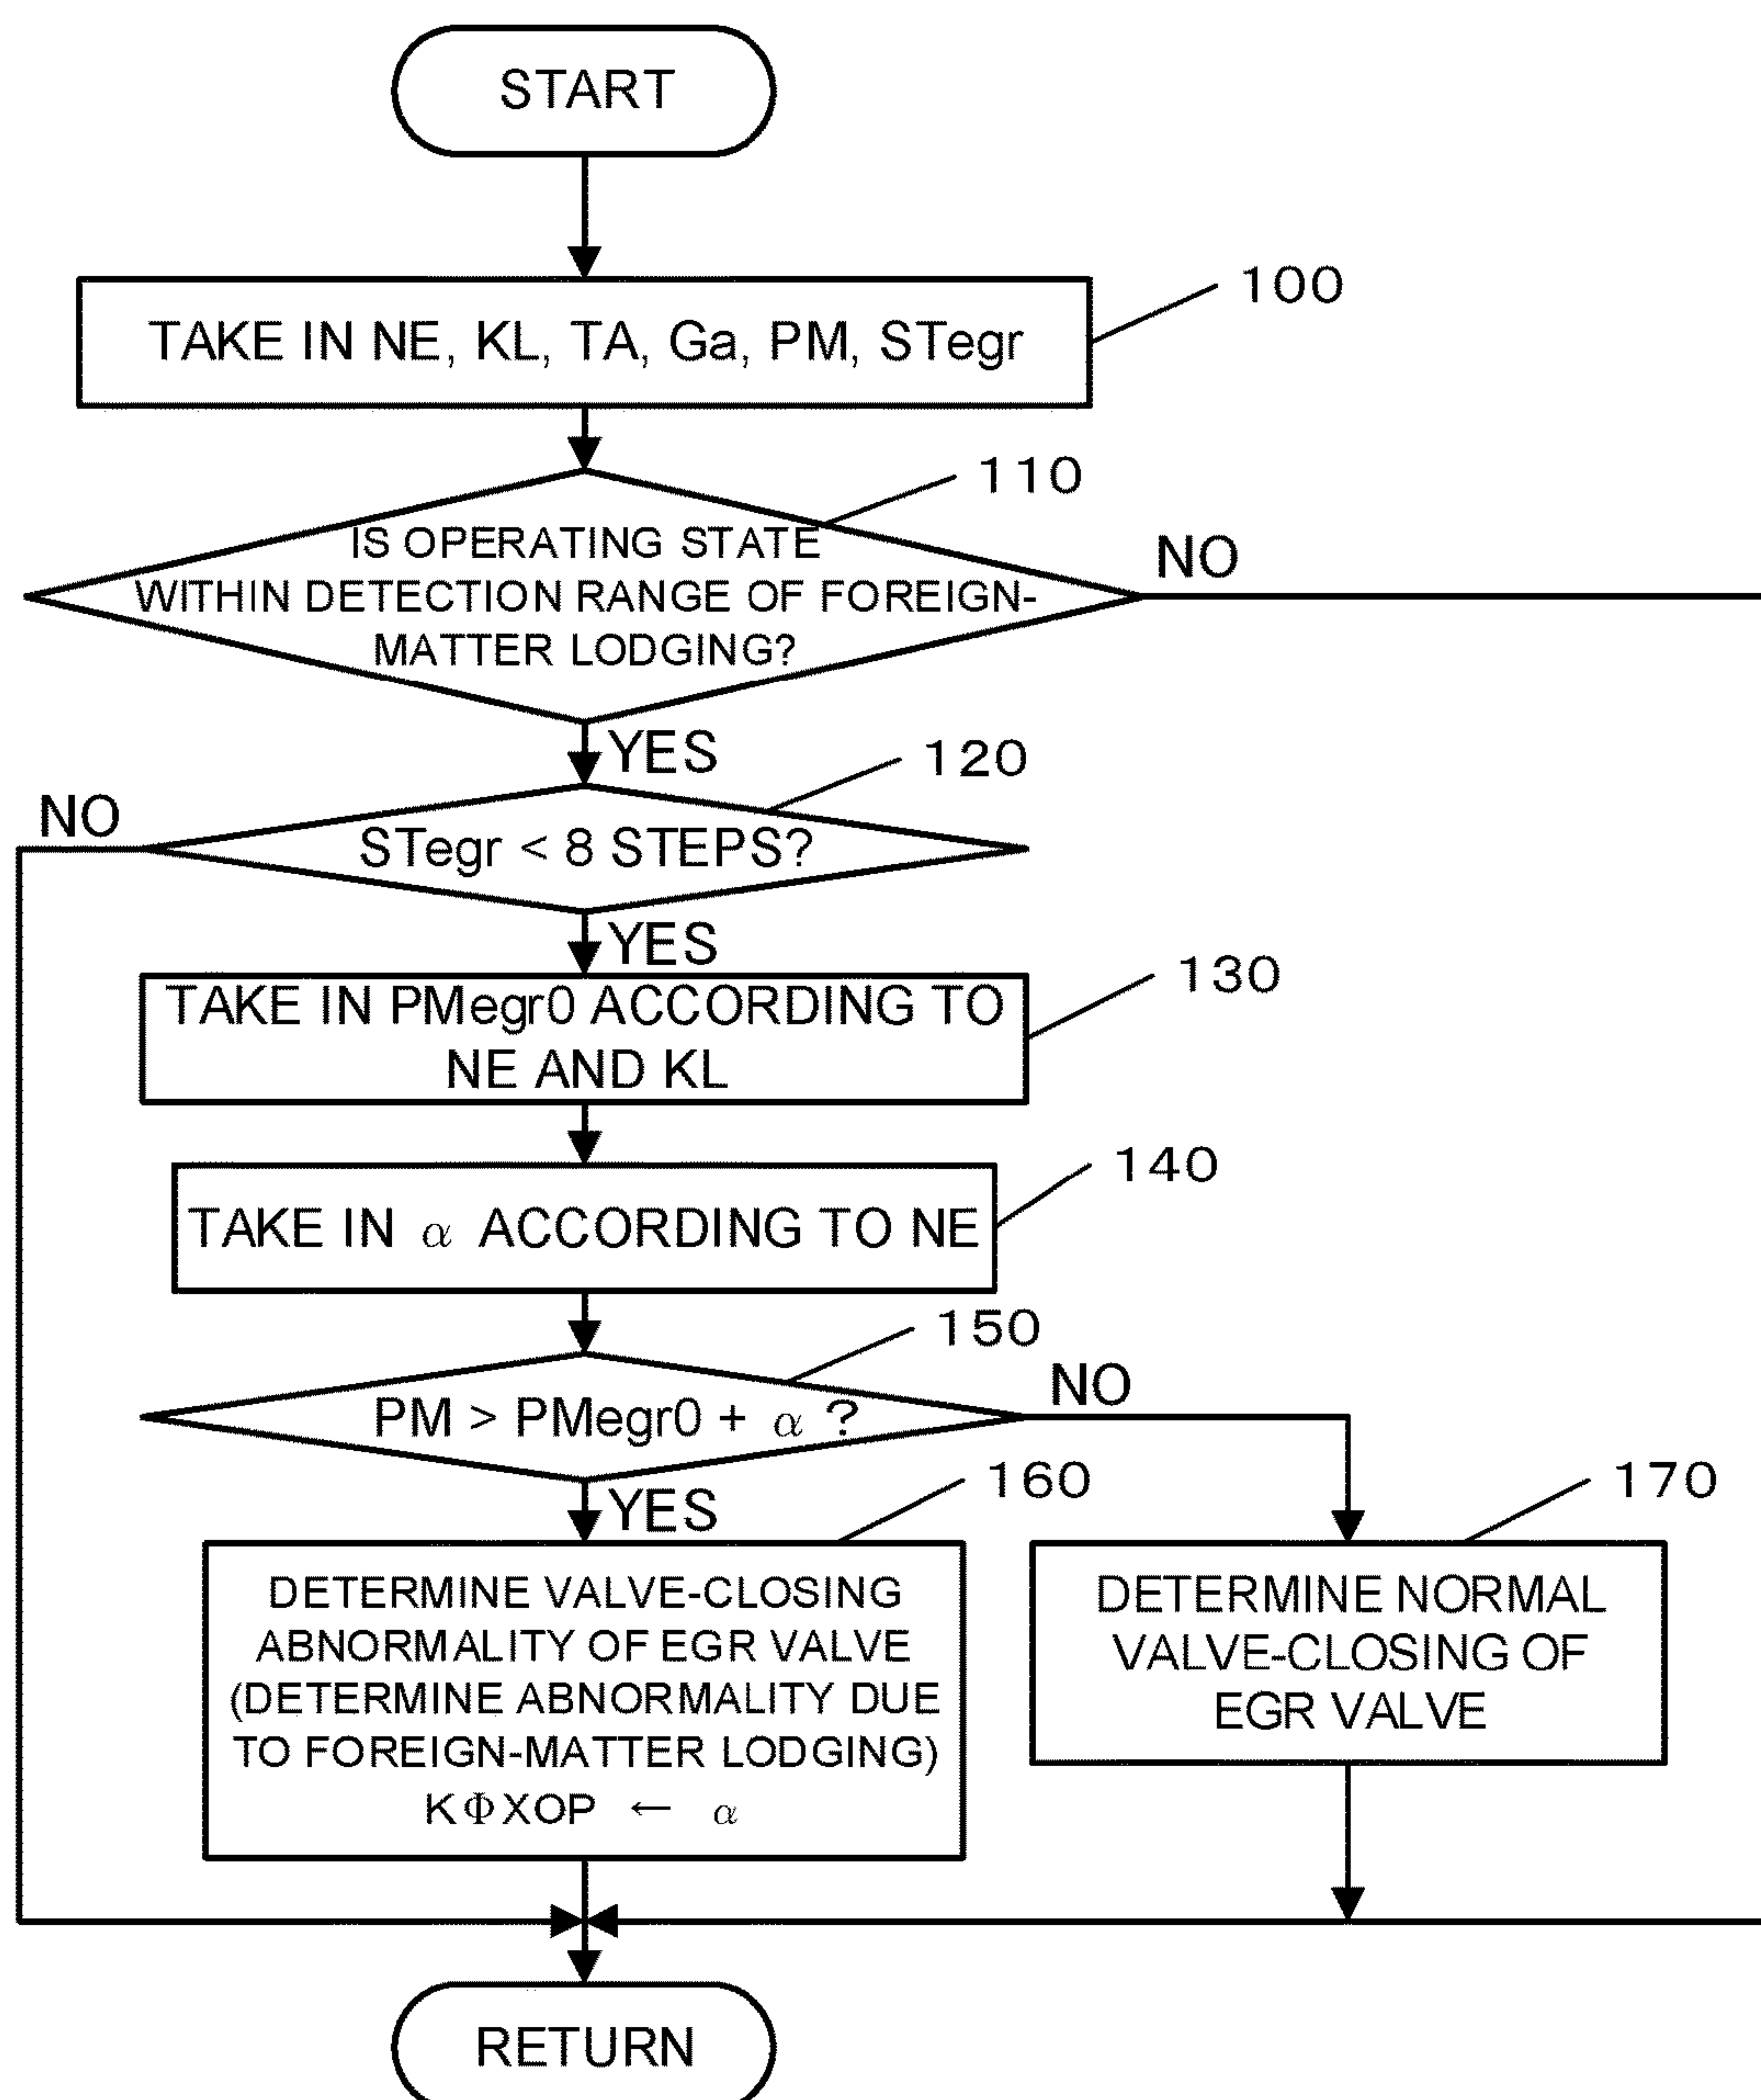 START
100
TAKE IN NE, KL, TA, Ga, PM, STegr
110
IS OPERATING STATE
WITHIN DETECTION RANGE OF FOREIGN-
MATTER LODGING?
NO
YES
120
NO
STegr < 8 STEPS?
YES
130
TAKE IN PMegr0 ACCORDING TO
NE AND KL
140
TAKE IN α ACCORDING TO NE
150
NO
PM > PMegr0 + α ?
YES
160
170
DETERMINE VALVE-CLOSING
ABNORMALITY OF EGR VALVE
(DETERMINE ABNORMALITY DUE
TO FOREIGN-MATTER LODGING)
KΦXOP ← α
DETERMINE NORMAL
VALVE-CLOSING OF
EGR VALVE
RETURN